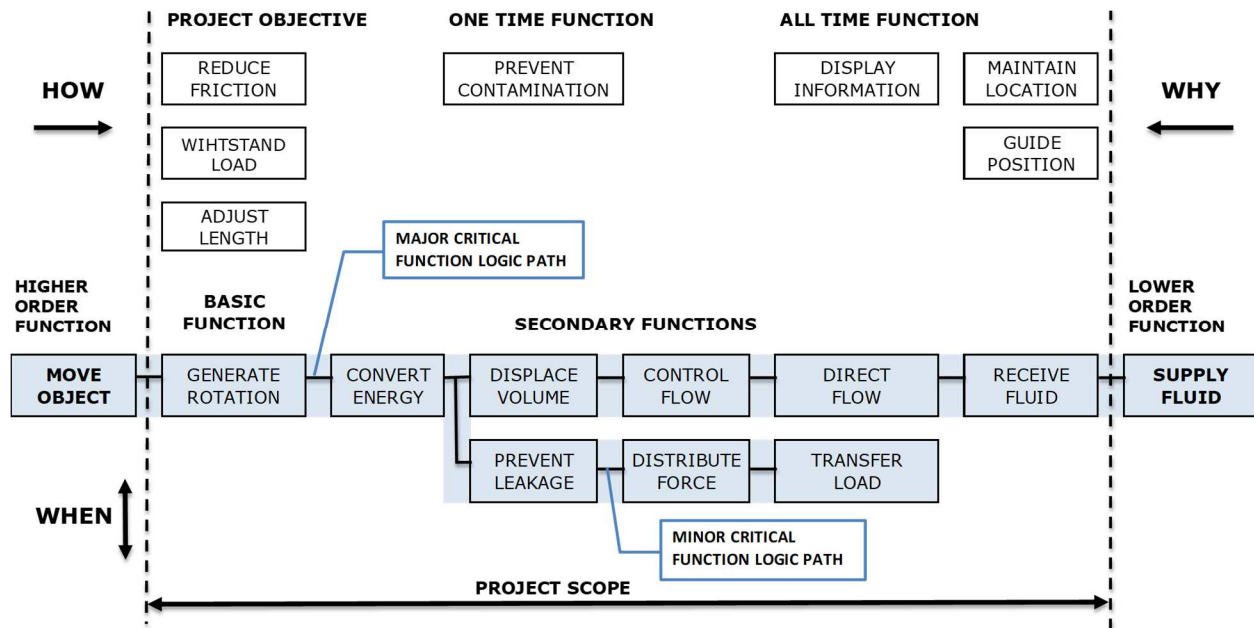 PROJECT OBJECTIVE
ONE TIME FUNCTION
ALL TIME FUNCTION
HOW
REDUCE
FRICTION
PREVENT
CONTAMINATION
DISPLAY
INFORMATION
MAINTAIN
LOCATION
WHY
WIHTSTAND
LOAD
GUIDE
POSITION
ADJUST
LENGTH
MAJOR CRITICAL
FUNCTION LOGIC PATH
HIGHER
ORDER
FUNCTION
BASIC
FUNCTION
SECONDARY FUNCTIONS
LOWER
ORDER
FUNCTION
MOVE
OBJECT
GENERATE
ROTATION
CONVERT
ENERGY
DISPLACE
VOLUME
CONTROL
FLOW
DIRECT
FLOW
RECEIVE
FLUID
SUPPLY
FLUID
PREVENT
LEAKAGE
DISTRIBUTE
FORCE
TRANSFER
LOAD
WHEN
MINOR CRITICAL
FUNCTION LOGIC PATH
PROJECT SCOPE